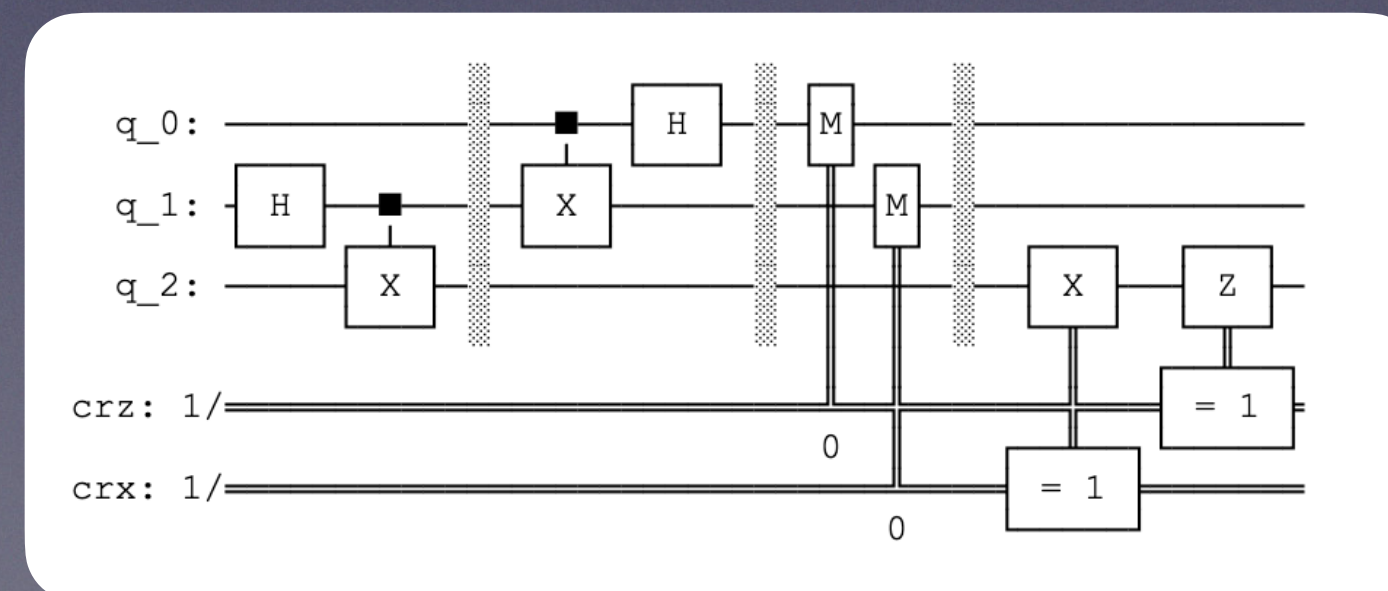 q_0: H M
q_1: H X M
q_2: X X Z
crz: 1/ = 1
0
crx: 1/ = 1
0